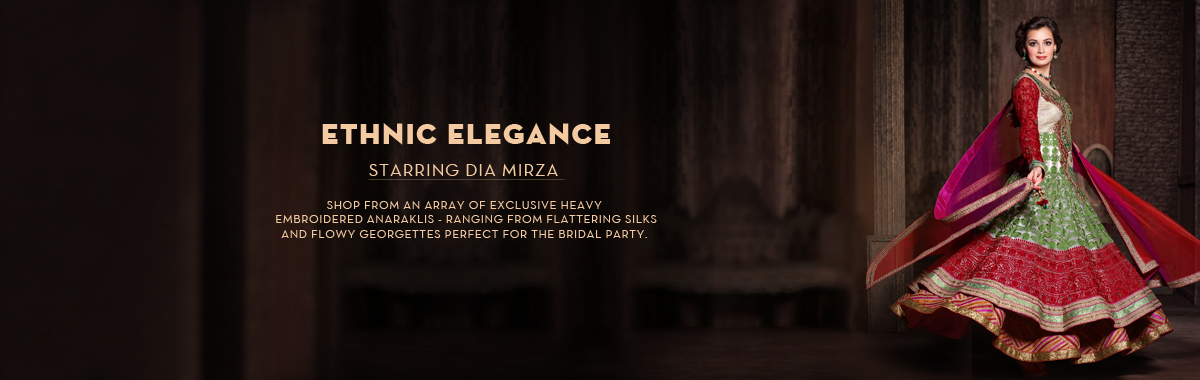 ETHNIC ELEGANCE
STARRING DIA MIRZA
SHOP FROM AN ARRAY OF EXCLUSIVE HEAVY
EMBROIDERED ANARAKLIS - RANGING FROM FLATTERING SILKS
AND FLOWY GEORGETTES PERFECT FOR THE BRIDAL PARTY.